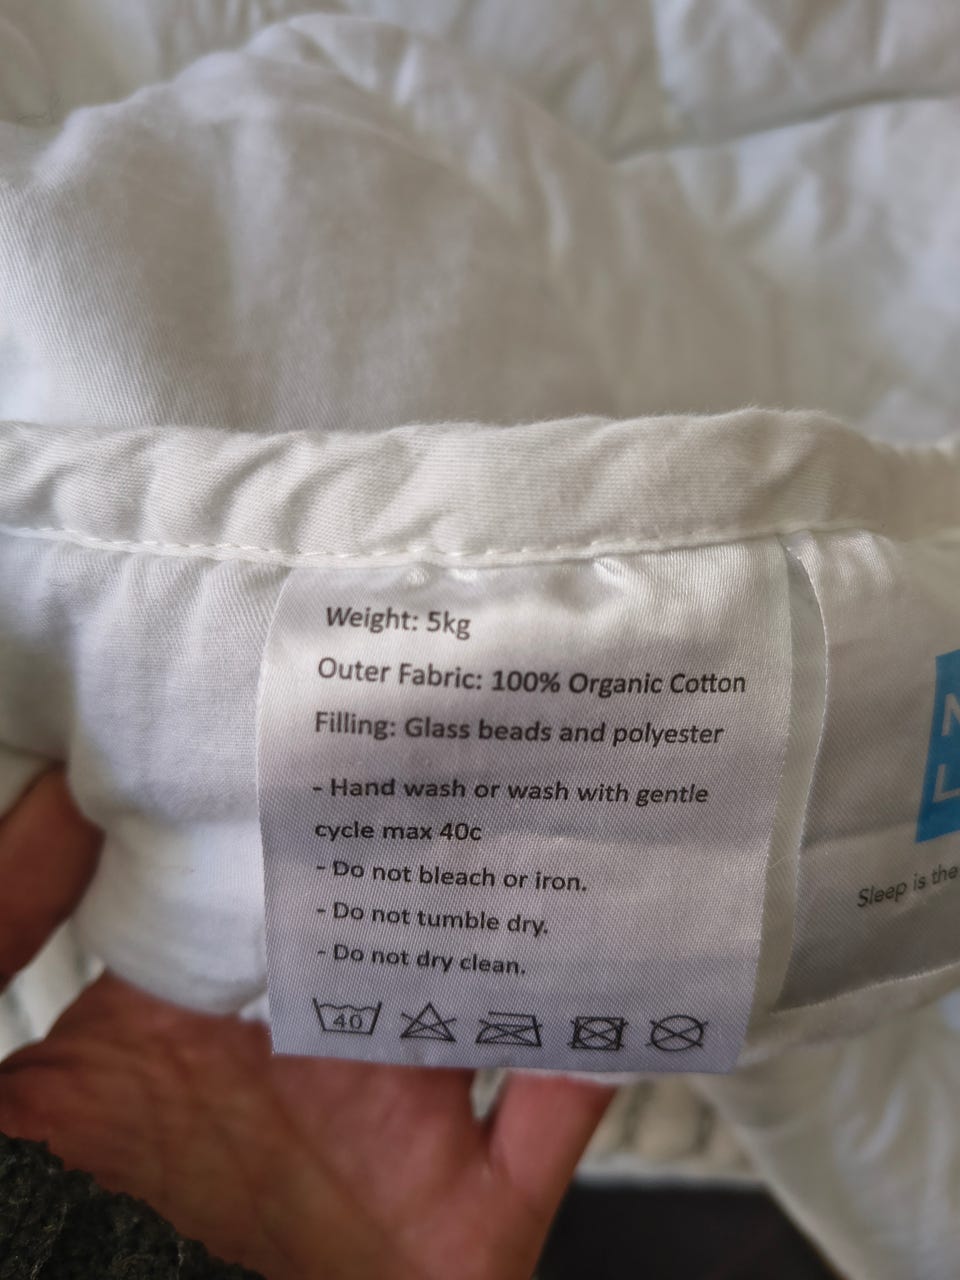 Weight: 5kg
Outer Fabric: 100% Organic Cotton
Filling: Glass beads and polyester
- Hand wash or wash with gentle
cycle max 40c
- Do not bleach or iron.
- Do not tumble dry.
- Do not dry clean.
40
N
L
Sleep is the